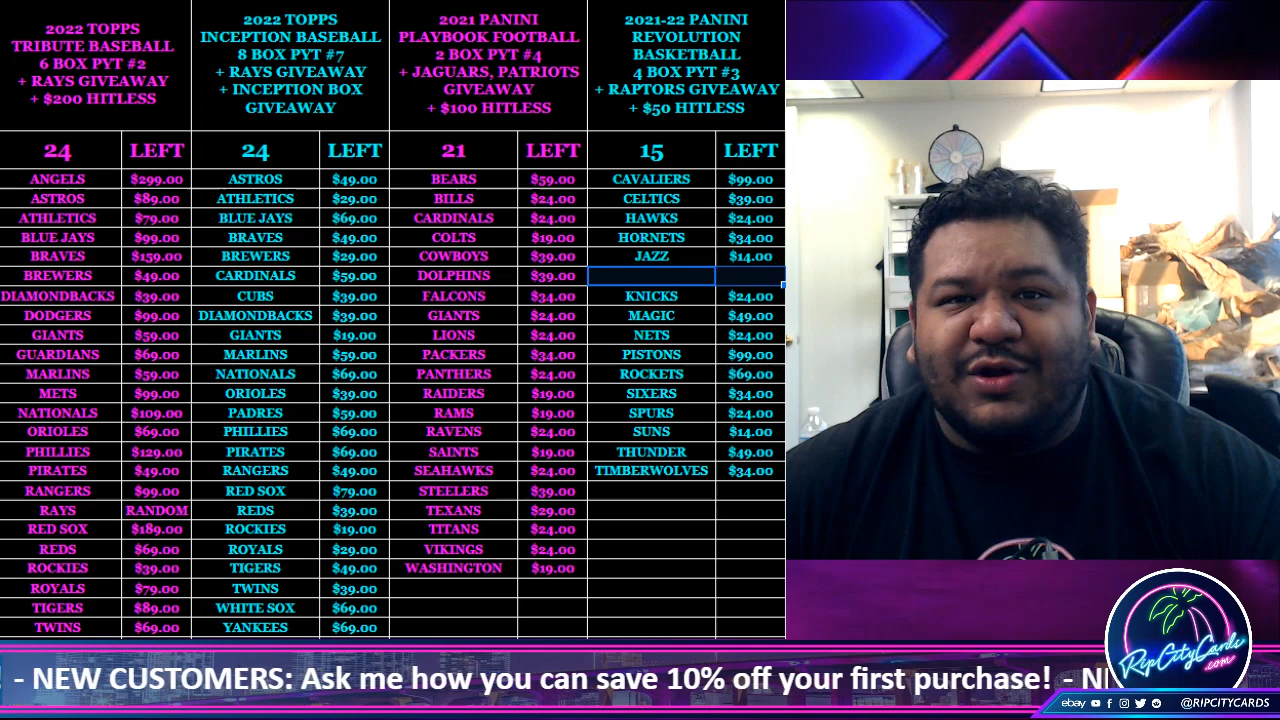 2022 TOPPS
TRIBUTE BASEBALL
6 BOX PYT #2
+ RAYS GIVEAWAY
+ $200 HITLESS
24 LEFT
ANGELS $299.00
ASTROS $89.00
ATHLETICS $79.00
BLUE JAYS $99.00
BRAVES $159.00
BREWERS $49.00
DIAMONDBACKS $39.00
DODGERS $99.00
GIANTS $59.00
GUARDIANS $69.00
MARLINS $59.00
METS $99.00
NATIONALS $109.00
ORIOLES $69.00
PHILLIES $129.00
PIRATES $49.00
RANGERS $99.00
RAYS RANDOM
RED SOX $189.00
REDS $69.00
ROCKIES $39.00
ROYALS $79.00
TIGERS $89.00
TWINS $69.00
2022 TOPPS
INCEPTION BASEBALL
8 BOX PYT #7
+ RAYS GIVEAWAY
+ INCEPTION BOX
GIVEAWAY
24 LEFT
ASTROS $49.00
ATHLETICS $29.00
BLUE JAYS $69.00
BRAVES $49.00
BREWERS $29.00
CARDINALS $59.00
CUBS $39.00
DIAMONDBACKS $39.00
GIANTS $19.00
MARLINS $59.00
NATIONALS $69.00
ORIOLES $39.00
PADRES $59.00
PHILLIES $69.00
PIRATES $69.00
RANGERS $49.00
RED SOX $79.00
REDS $39.00
ROCKIES $19.00
ROYALS $29.00
TIGERS $49.00
TWINS $39.00
WHITE SOX $69.00
YANKEES $69.00
2021 PANINI
PLAYBOOK FOOTBALL
2 BOX PYT #4
+ JAGUARS, PATRIOTS
GIVEAWAY
+ $100 HITLESS
21 LEFT
BEARS $59.00
BILLS $24.00
CARDINALS $24.00
COLTS $19.00
COWBOYS $39.00
DOLPHINS $39.00
FALCONS $34.00
GIANTS $24.00
LIONS $24.00
PACKERS $34.00
PANTHERS $24.00
RAIDERS $19.00
RAMS $19.00
RAVENS $24.00
SAINTS $19.00
SEAHAWKS $24.00
STEELERS $39.00
TEXANS $29.00
TITANS $24.00
VIKINGS $24.00
WASHINGTON $19.00
2021-22 PANINI
REVOLUTION
BASKETBALL
4 BOX PYT #3
+ RAPTORS GIVEAWAY
+ $50 HITLESS
15 LEFT
CAVALIERS $99.00
CELTICS $39.00
HAWKS $24.00
HORNETS $34.00
JAZZ $14.00
KNICKS $24.00
MAGIC $49.00
NETS $24.00
PISTONS $99.00
ROCKETS $69.00
SIXERS $34.00
SPURS $24.00
SUNS $14.00
THUNDER $49.00
TIMBERWOLVES $34.00
- NEW CUSTOMERS: Ask me how you can save 10% off your first purchase! -
RipCityCards
.com
ebay @RIPCITYCARDS